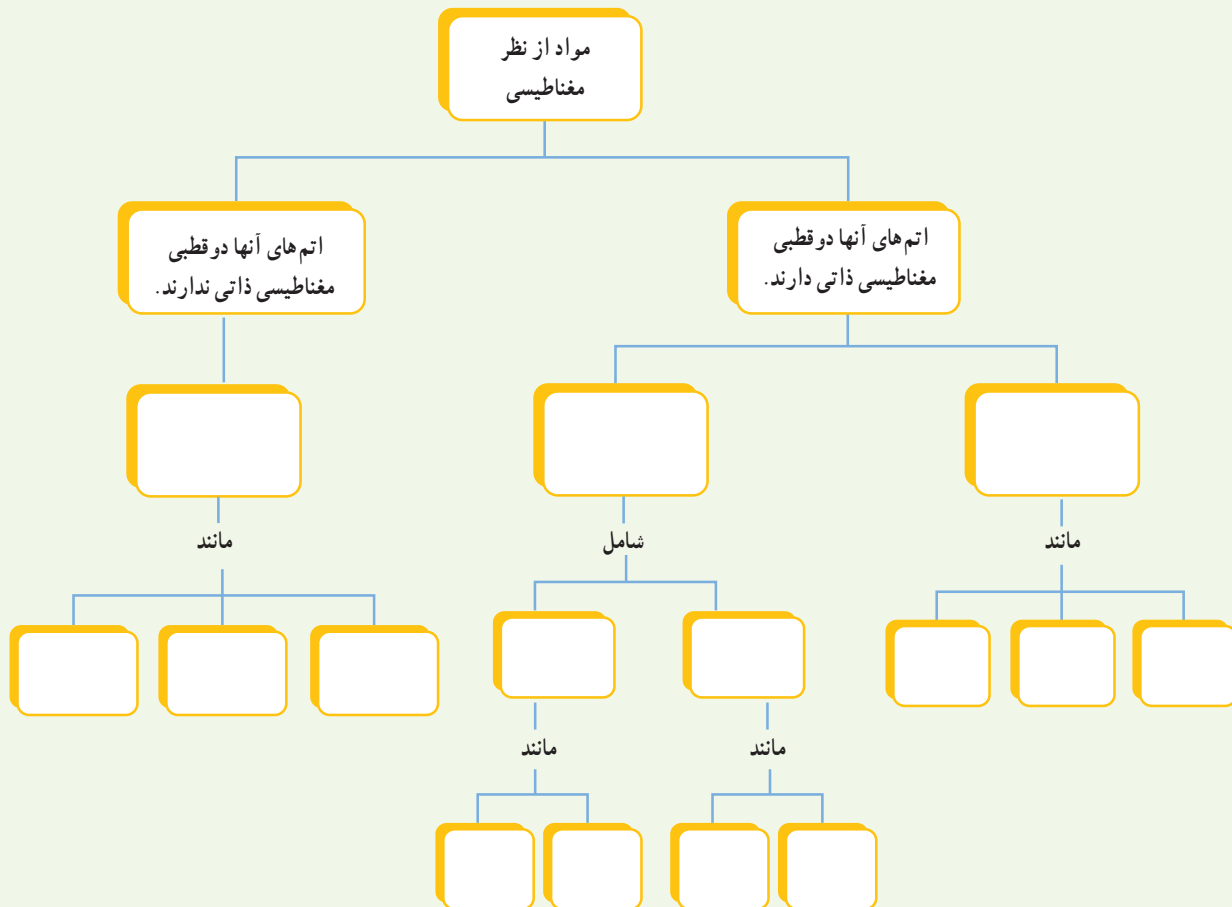 مواد از نظر
مغناطیسی
اتم‌های آنها دوقطبی
مغناطیسی ذاتی دارند.
اتم‌های آنها دوقطبی
مغناطیسی ذاتی ندارند.
مانند
شامل
مانند
مانند
مانند